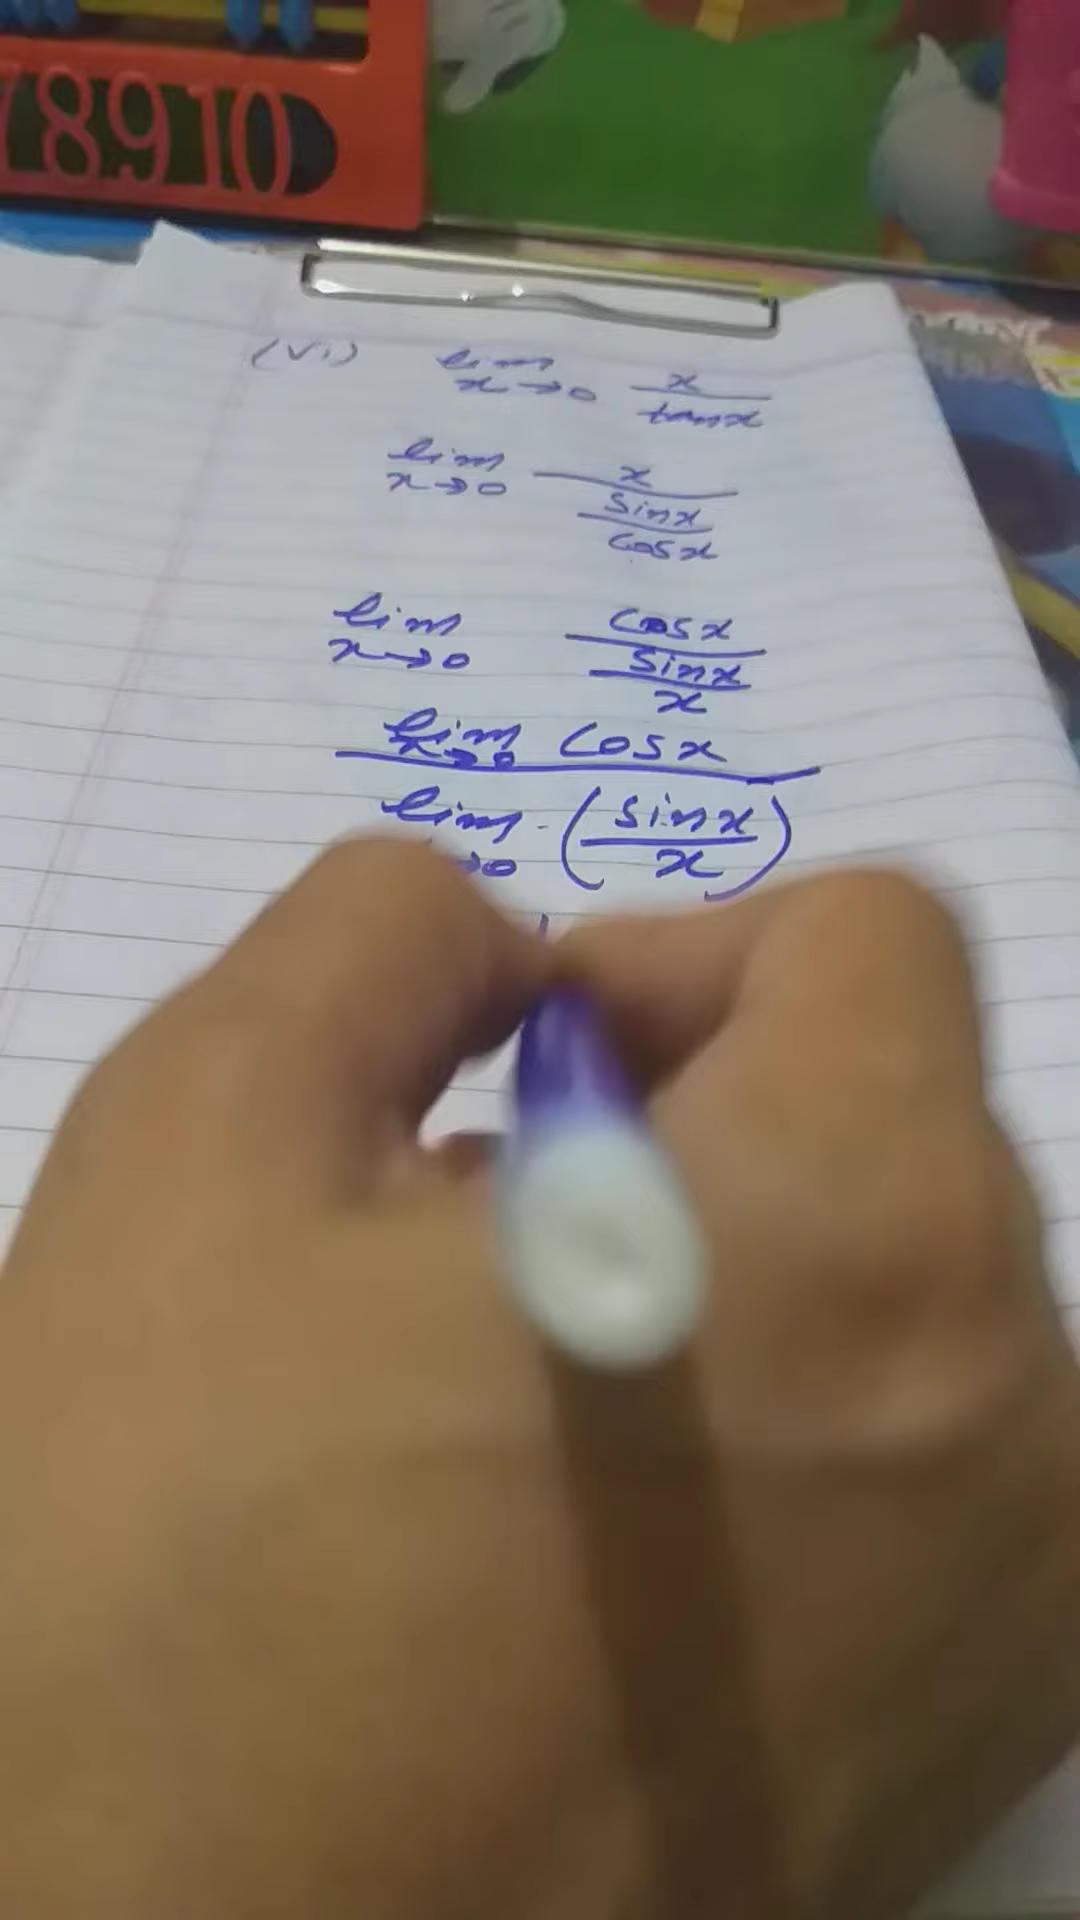 78910
(vi) lim x→0 x/tanx
lim x→0 x/(sinx/cosx)
lim x→0 cosx/(sinx/x)
lim x→0 cosx
lim →0 (sinx/x)
1